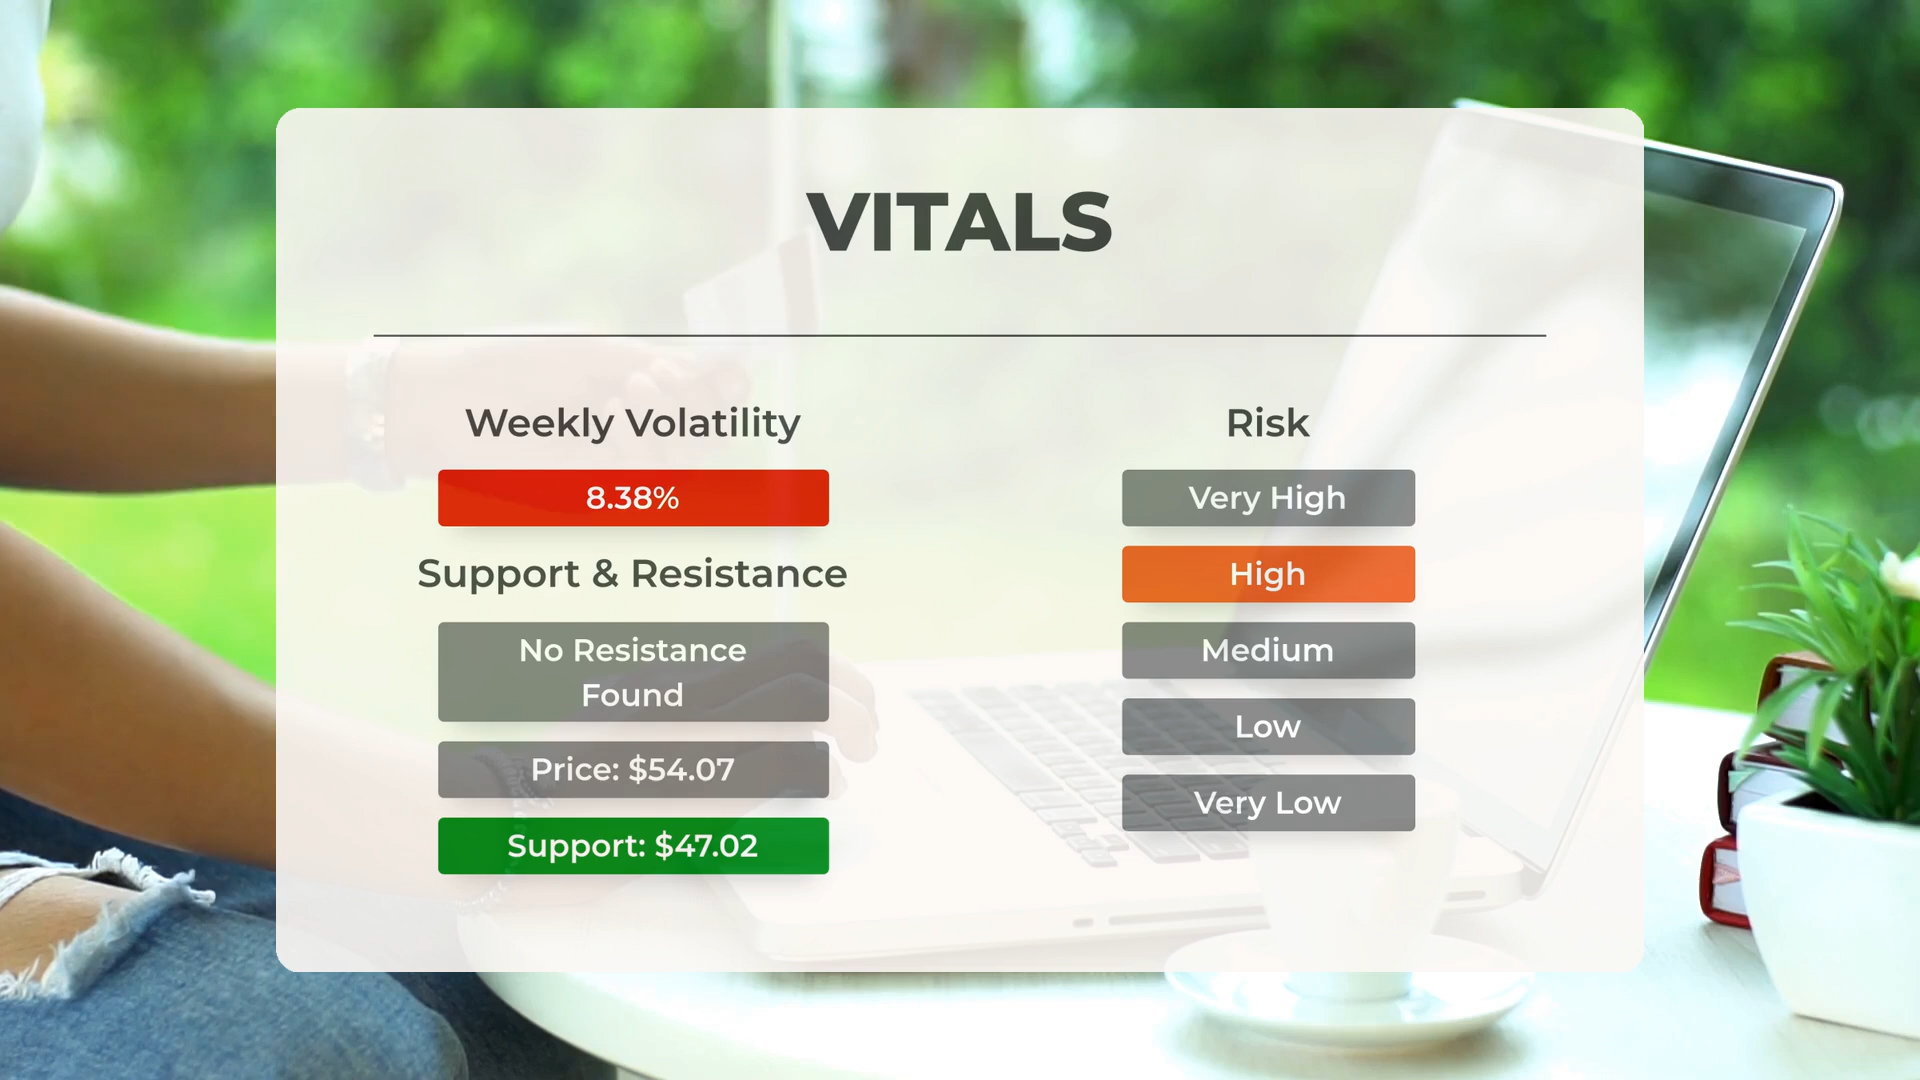 VITALS
Weekly Volatility
8.38%
Support & Resistance
No Resistance
Found
Price: $54.07
Support: $47.02
Risk
Very High
High
Medium
Low
Very Low